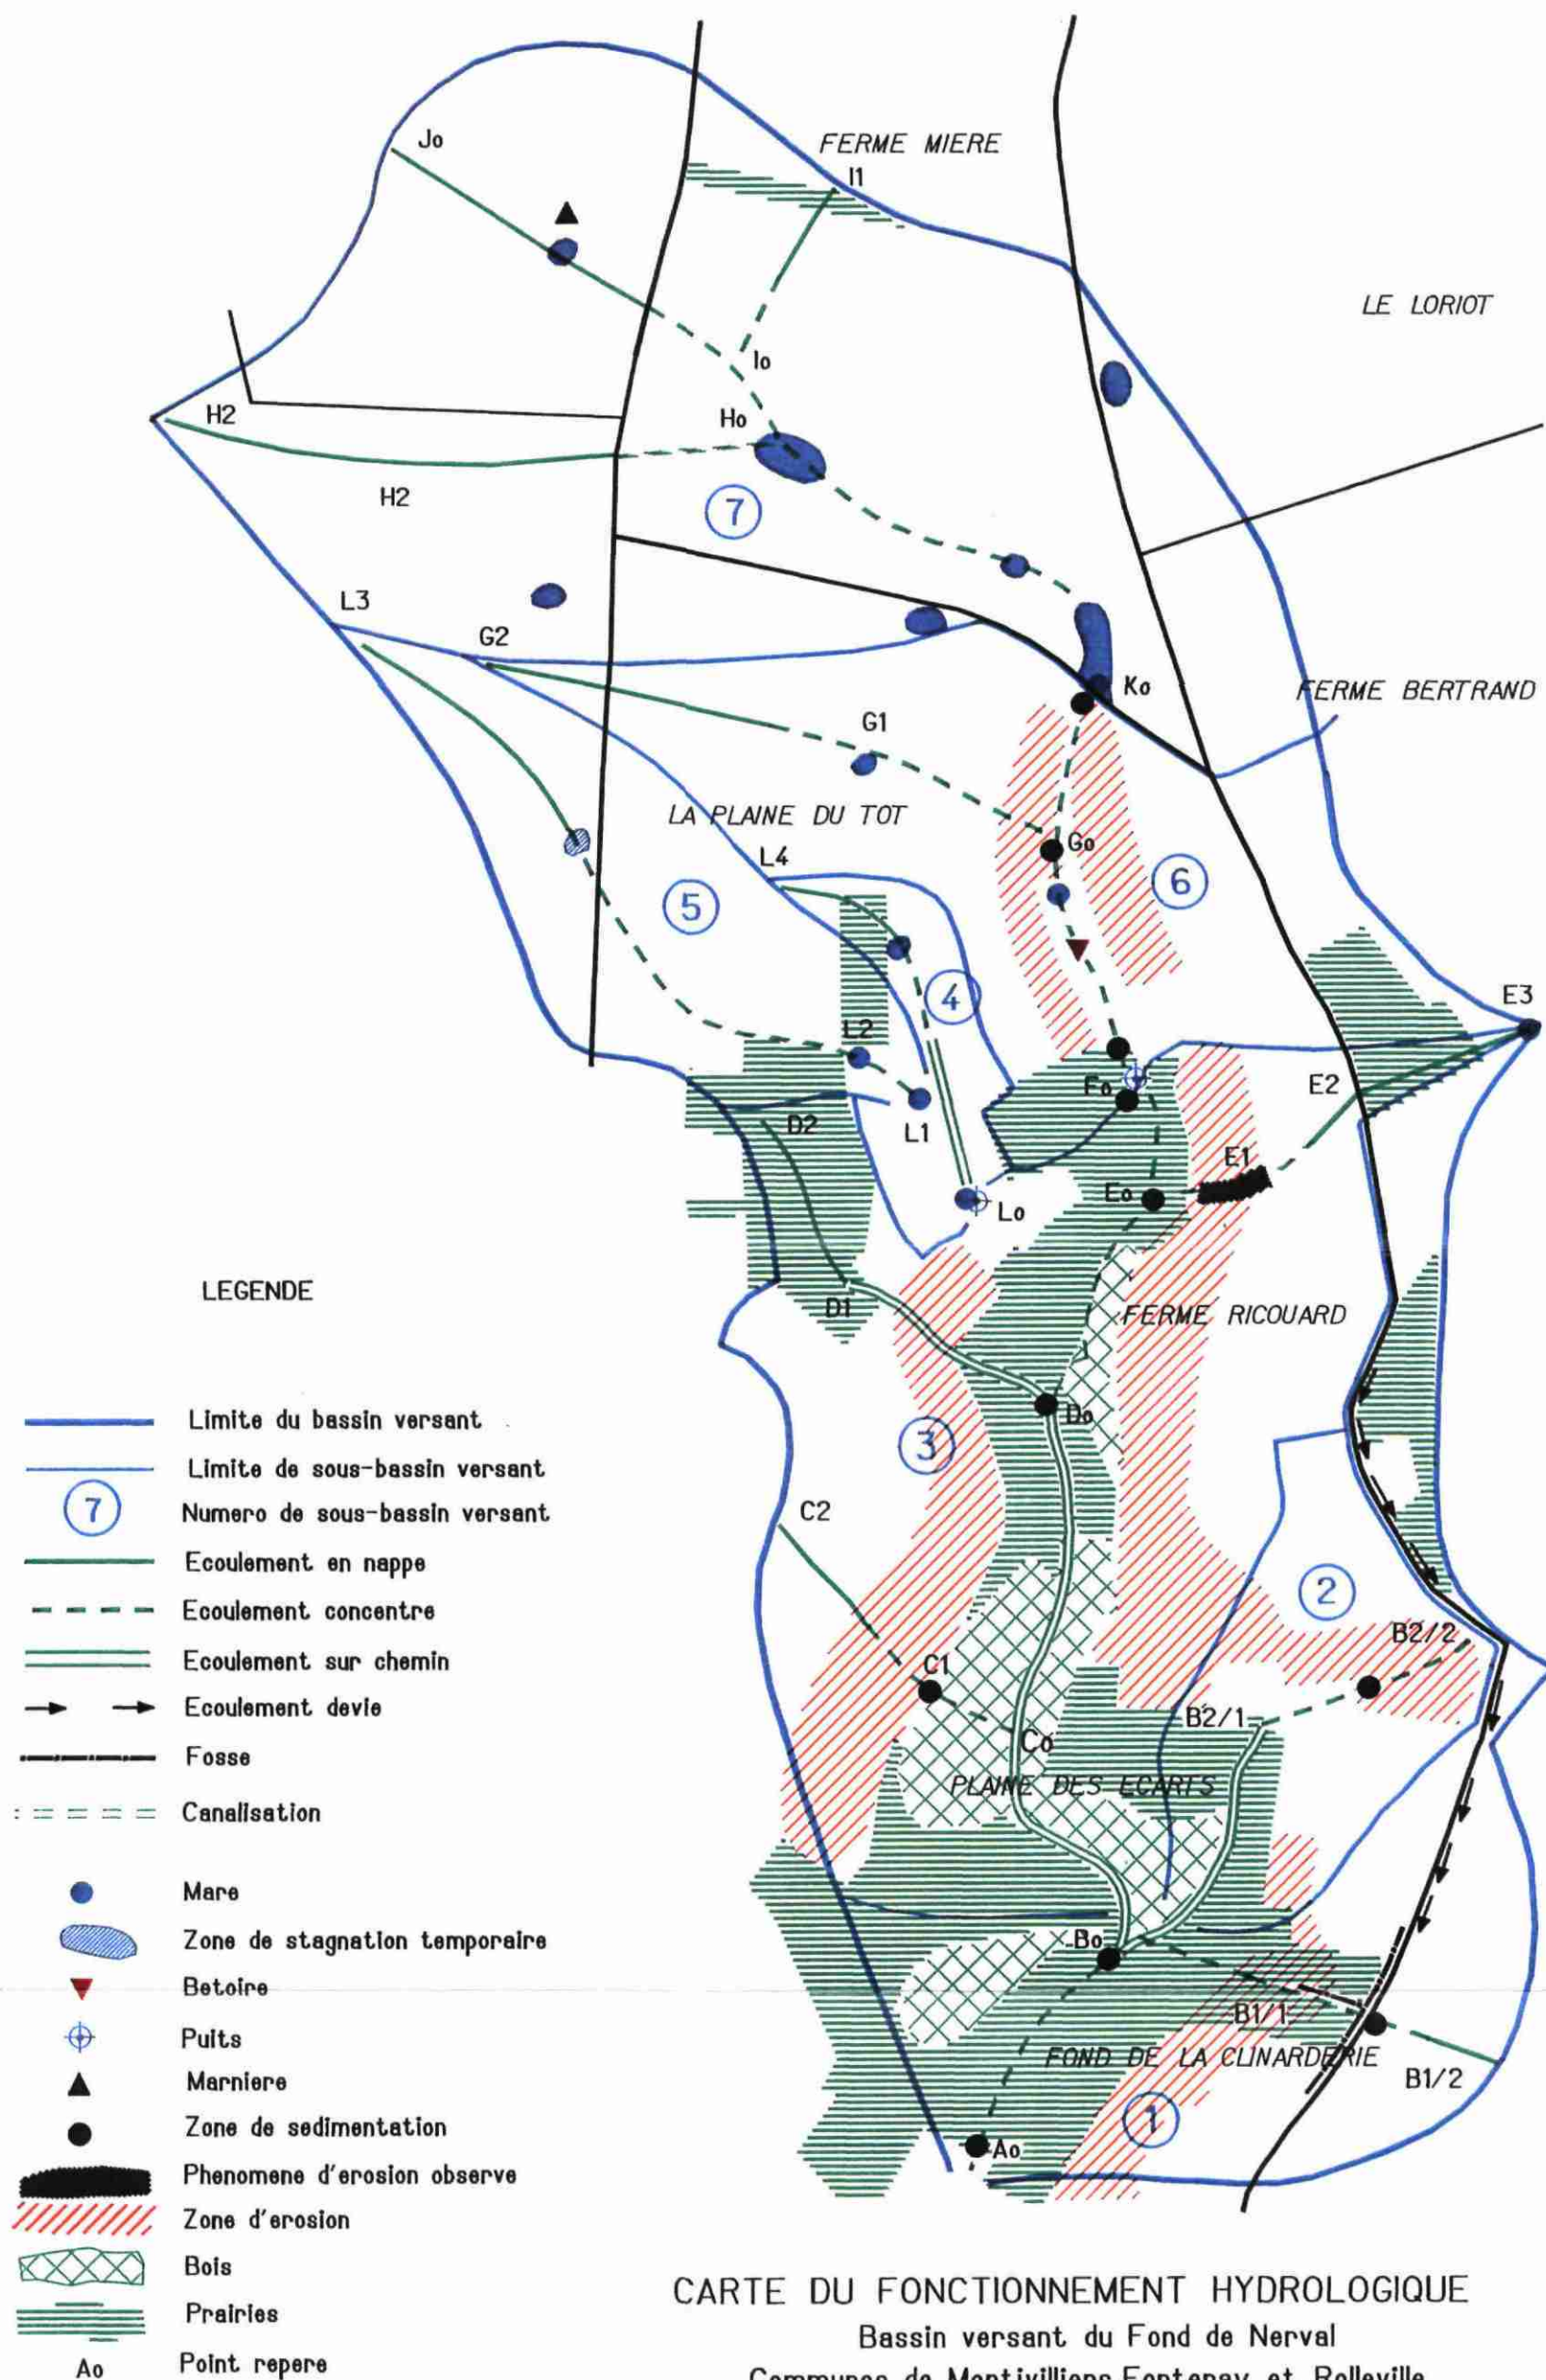 Jo
FERME MIERE
I1
LE LORIOT
Io
H2
Ho
H2
7
L3
G2
Ko
FERME BERTRAND
G1
LA PLAINE DU TOT
Go
L4
6
5
4
E3
L2
Fo
E2
D2
L1
E1
Eo
Lo
LEGENDE
D1
FERME RICOUARD
Do
Limite du bassin versant
3
Limite de sous-bassin versant
7
Numero de sous-bassin versant
C2
Ecoulement en nappe
2
Ecoulement concentre
B2/2
Ecoulement sur chemin
C1
Ecoulement devie
B2/1
Co
Fosse
PLAINE DES ECARTS
Canalisation
Mare
Zone de stagnation temporaire
Bo
Betoire
B1/1
Puits
FOND DE LA CLINARDERIE
Marniere
B1/2
Zone de sedimentation
1
Ao
Phenomene d'erosion observe
Zone d'erosion
Bois
CARTE DU FONCTIONNEMENT HYDROLOGIQUE
Prairies
Bassin versant du Fond de Nerval
Ao Point repere
Communes de Montivilliers,Fontenay et Rolleville